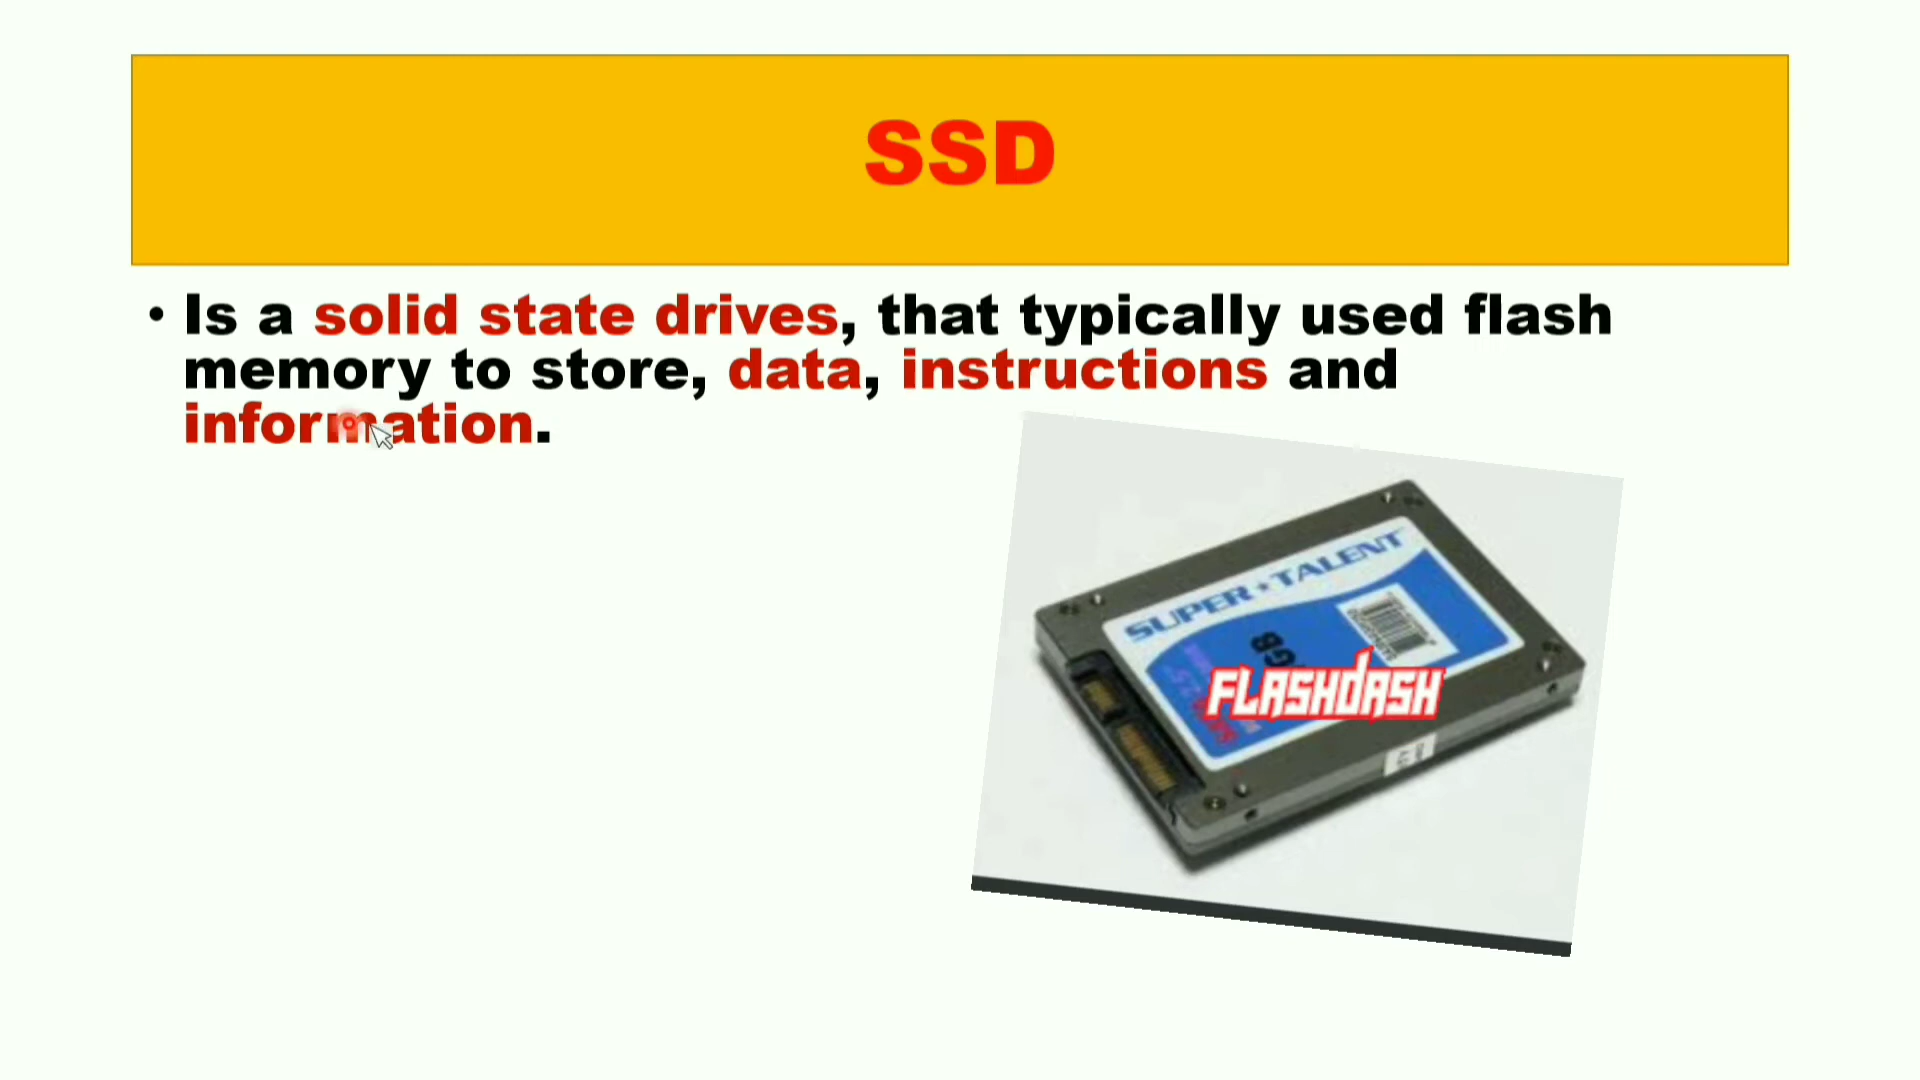 SSD
• Is a solid state drives, that typically used flash
memory to store, data, instructions and
information.
SUPER★TALENT
GB
FLASHDASH